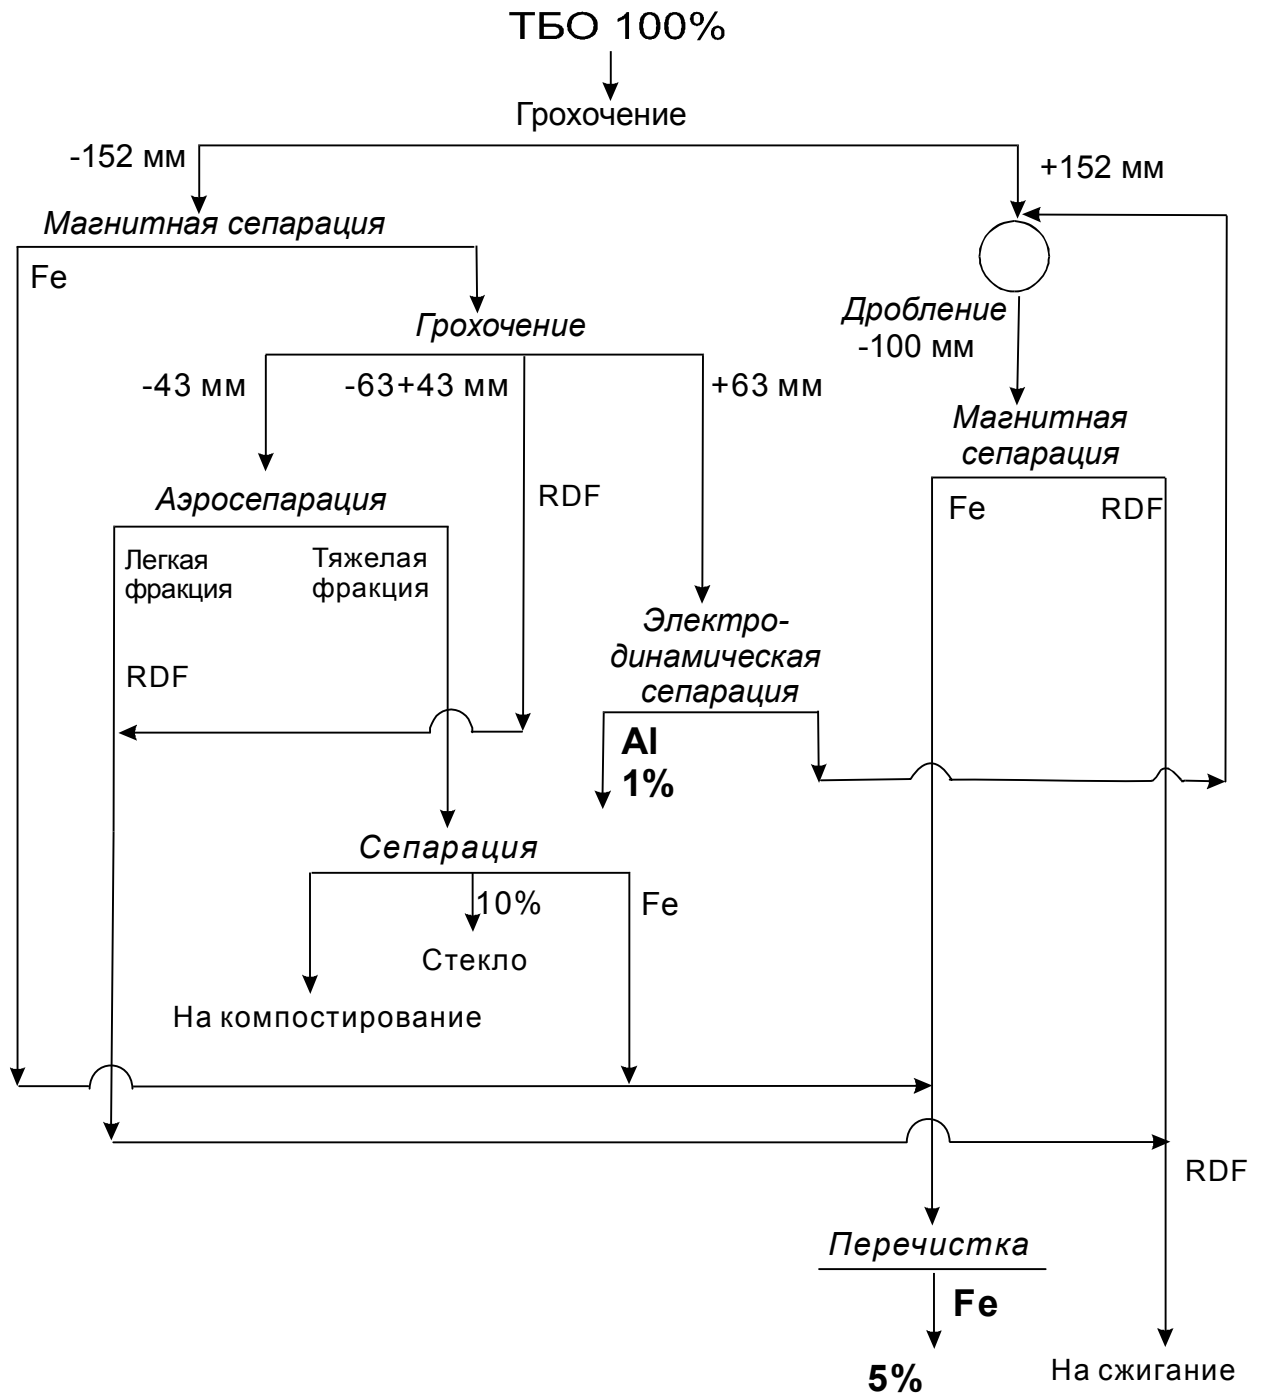 ТБО 100%
Грохочение
-152 мм
+152 мм
Магнитная сепарация
Fe
Грохочение
Дробление
-100 мм
-43 мм
-63+43 мм
+63 мм
Магнитная
сепарация
Аэросепарация
RDF
Fe
RDF
Легкая
фракция
Тяжелая
фракция
Электро-
динамическая
сепарация
RDF
Al
1%
Сепарация
10%
Fe
Стекло
На компостирование
RDF
Перечистка
Fe
5%
На сжигание